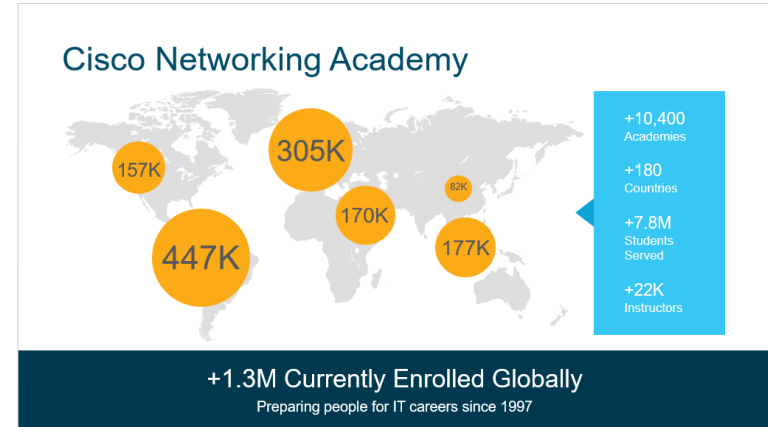 Cisco Networking Academy
157K
305K
447K
170K
82K
177K
+10,400
Academies
+180
Countries
+7.8M
Students
Served
+22K
Instructors
+1.3M Currently Enrolled Globally
Preparing people for IT careers since 1997